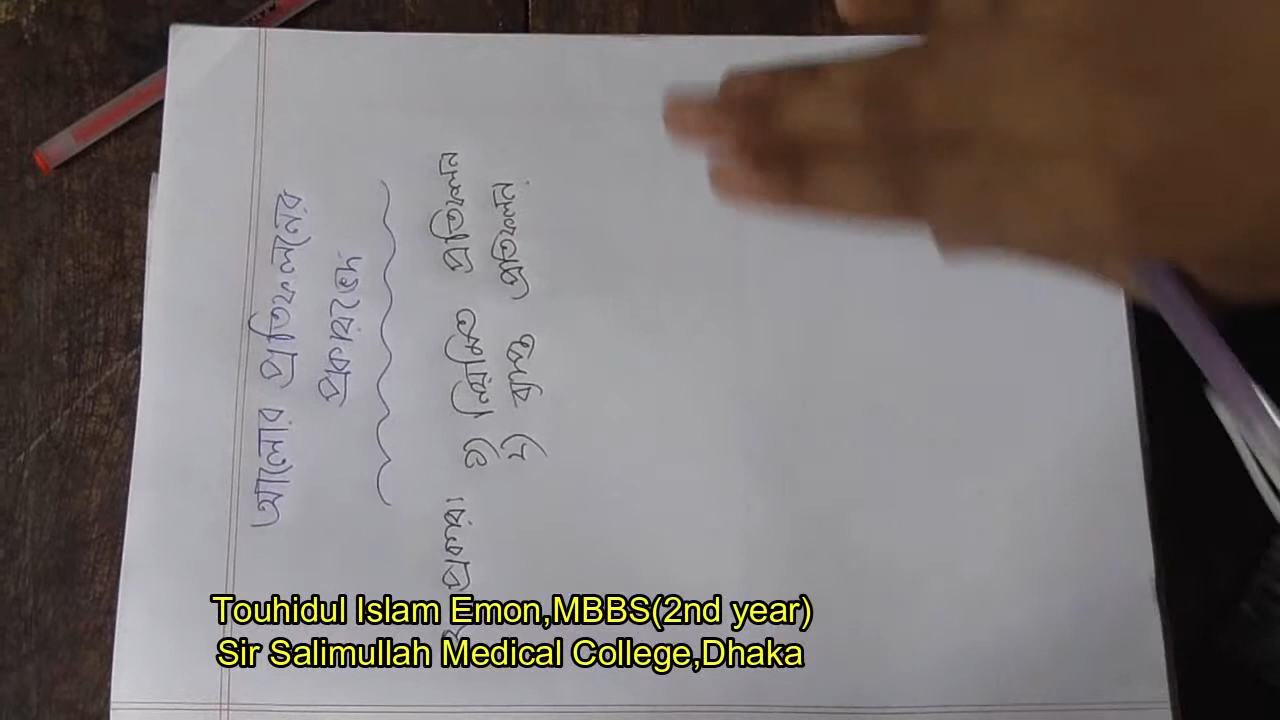 আলোর প্রতিফলনের
প্রকারভেদ
২ প্রকার।
১) নিয়মিত প্রতিফলন
২) ব্যাপ্ত প্রতিফলন
Touhidul Islam Emon,MBBS(2nd year)
Sir Salimullah Medical College,Dhaka